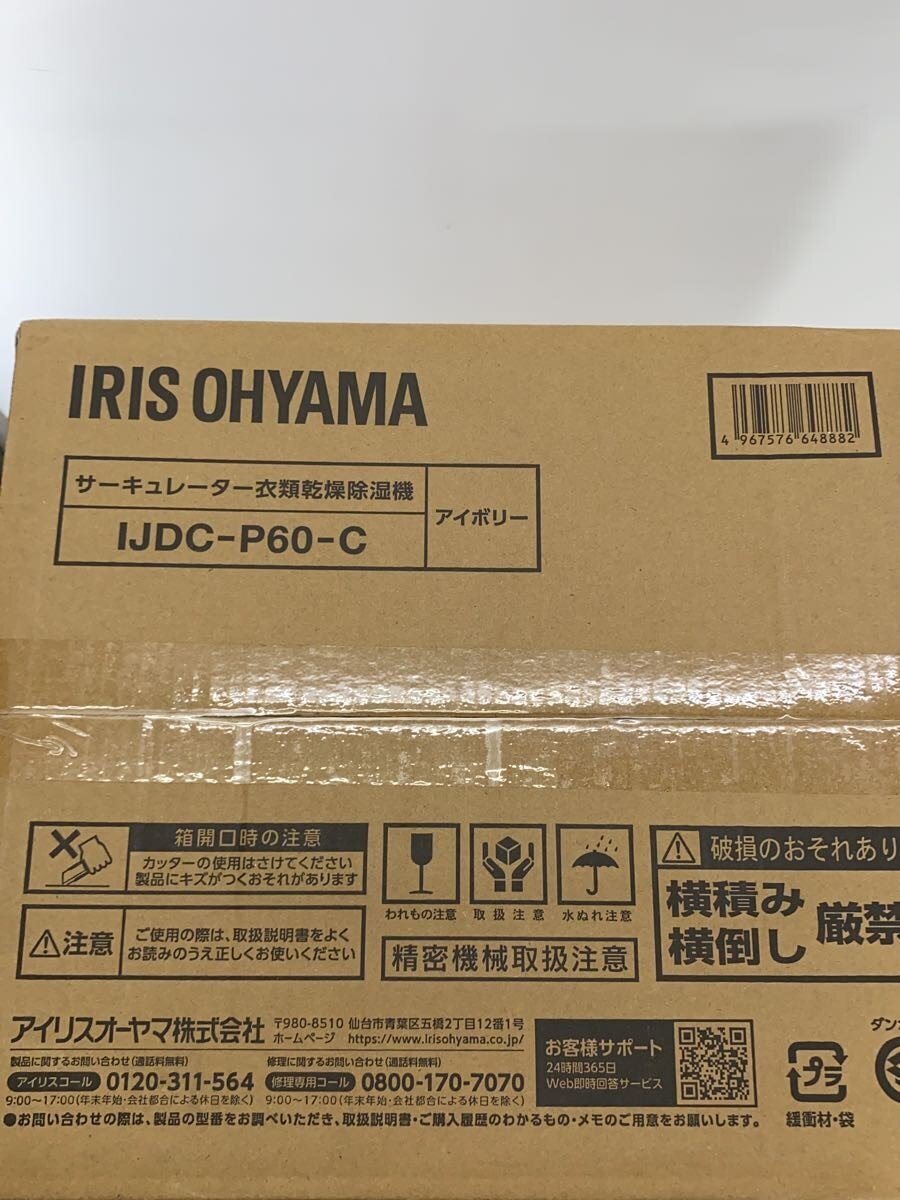 IRIS OHYAMA
4 967576 648882
サーキュレーター衣類乾燥除湿機
IJDC-P60-C
アイボリー
箱開口時の注意
カッターの使用はさけてください
製品にキズがつくおそれがあります
注意
ご使用の際は、取扱説明書をよく
お読みのうえ正しくお使いください
われもの注意
取扱注意
水ぬれ注意
精密機械取扱注意
破損のおそれあり
横積み
横倒し
厳禁
アイリスオーヤマ株式会社
〒980-8510 仙台市青葉区五橋2丁目12番1号
ホームページ https://www.irisohyama.co.jp/
製品に関するお問い合わせ(通話料無料)
アイリスコール 0120-311-564
9:00~17:00(年末年始・会社都合による休日を除く)
修理に関するお問い合わせ(通話料無料)
修理専用コール 0800-170-7070
9:00~17:00(年末年始・会社都合による休日を除く)
●お問い合わせの際は、製品の型番をお調べいただき、取扱説明書・ご購入履歴のわかるもの・メモのご用意をお願いします。
お客様サポート
24時間365日
Web即時回答サービス
プラ
緩衝材・袋
ダン